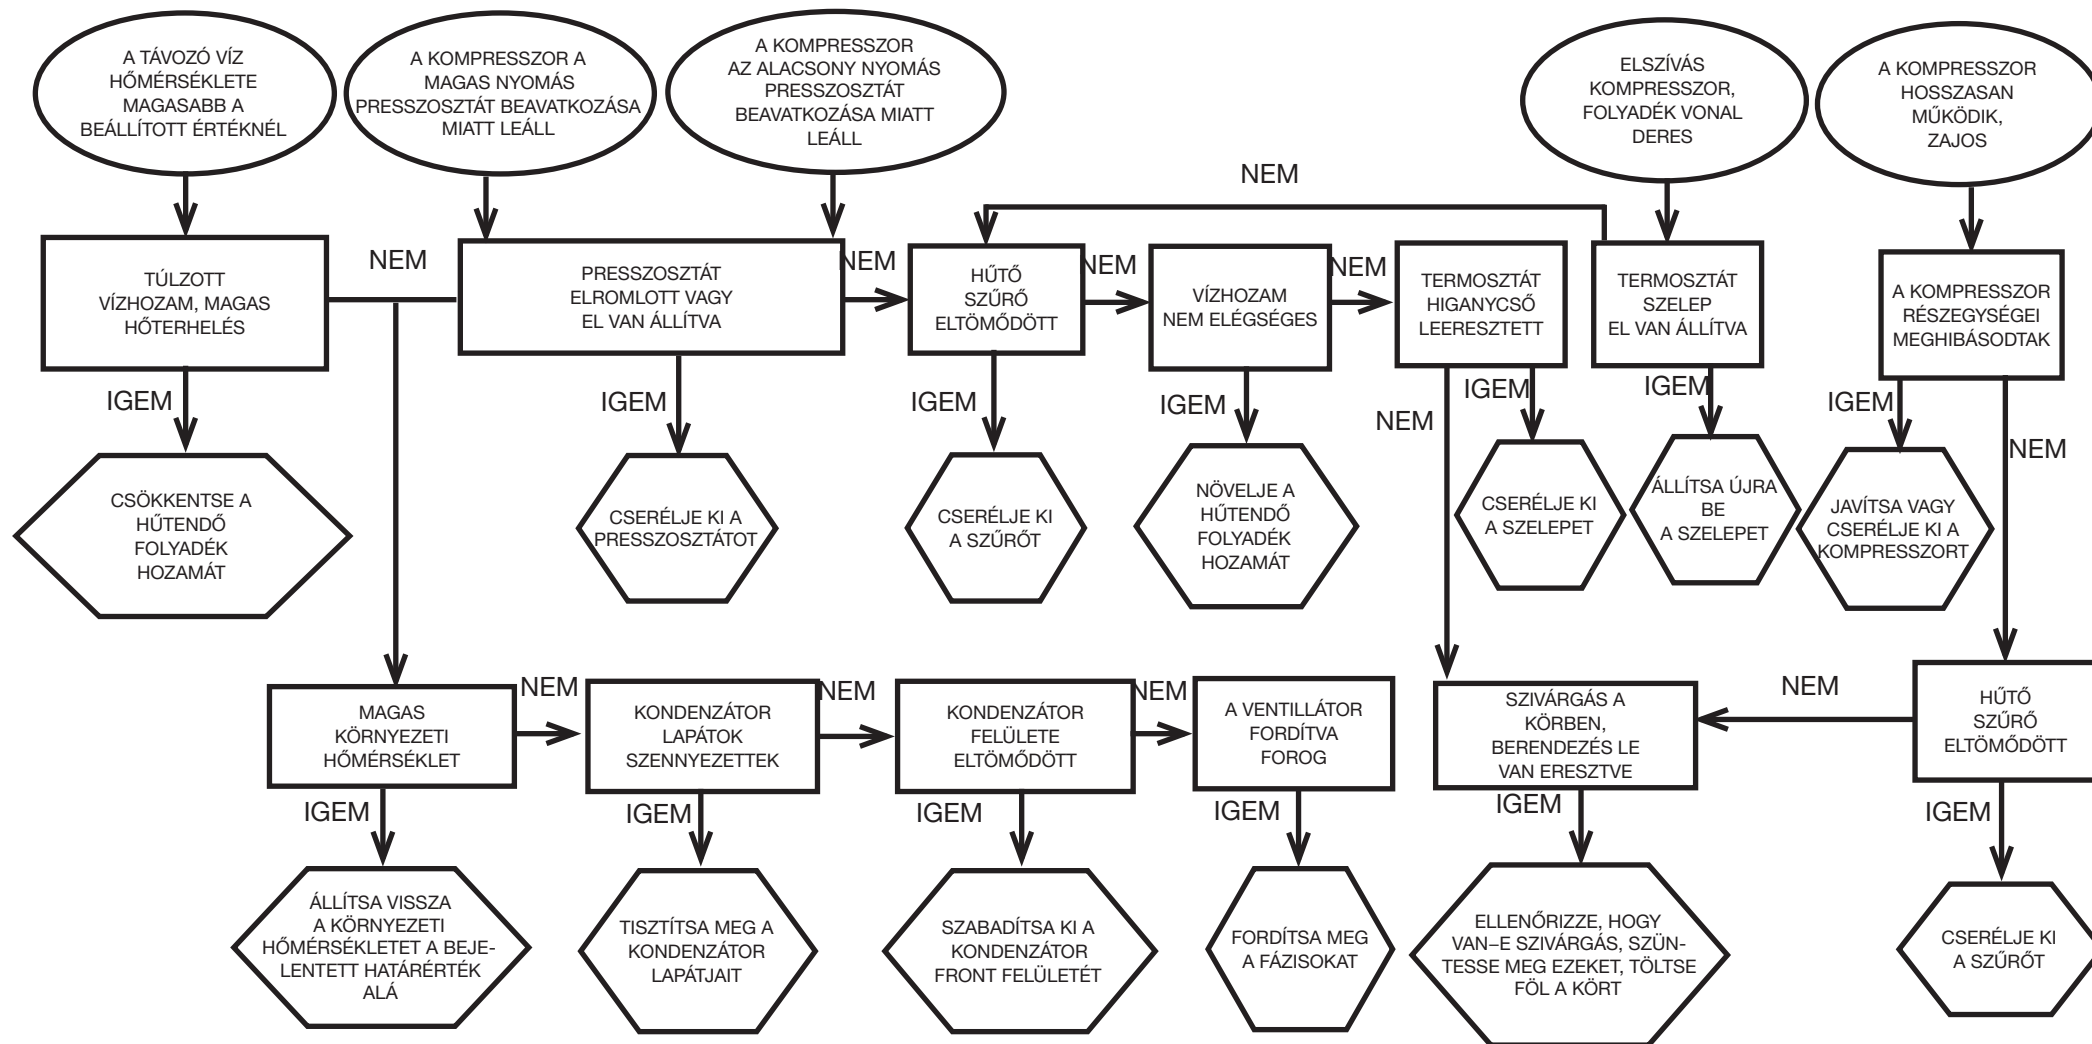 A TÁVOZÓ VÍZ
HŐMÉRSÉKLETE
MAGASABB A
BEÁLLÍTOTT ÉRTÉKNÉL
A KOMPRESSZOR A
MAGAS NYOMÁS
PRESSZOSTÁT BEAVATKOZÁSA
MIATT LEÁLL
A KOMPRESSZOR
AZ ALACSONY NYOMÁS
PRESSZOSTÁT
BEAVATKOZÁSA MIATT
LEÁLL
ELSZÍVÁS
KOMPRESSZOR,
FOLYADÉK VONAL
DERES
A KOMPRESSZOR
HOSSZASAN
MŰKÖDIK,
ZAJOS
NEM
TÚLZOTT
VÍZHOZAM, MAGAS
HŐTERHELÉS
NEM
PRESSZOSTÁT
ELROMLOTT VAGY
EL VAN ÁLLÍTVA
NEM
HŰTŐ
SZŰRŐ
ELTÖMŐDÖTT
NEM
VÍZHOZAM
NEM ELÉGSÉGES
NEM
TERMOSZTÁT
HIGANYCSŐ
LEERESZTETT
TERMOSZTÁT
SZELEP
EL VAN ÁLLÍTVA
A KOMPRESSZOR
RÉSZEGYSÉGEI
MEGHIBÁSODTAK
IGEM
IGEM
IGEM
IGEM
NEM
IGEM
IGEM
IGEM
NEM
CSÖKKENTSE A
HŰTENDŐ
FOLYADÉK
HOZAMÁT
CSERÉLJE KI A
PRESSZOSZTÁTOT
CSERÉLJE KI
A SZŰRŐT
NÖVELJE A
HŰTENDŐ
FOLYADÉK
HOZAMÁT
CSERÉLJE KI
A SZELEPET
ÁLLÍTSA ÚJRA
BE
A SZELEPET
JAVÍTSA VAGY
CSERÉLJE KI A
KOMPRESSZORT
MAGAS
KÖRNYEZETI
HŐMÉRSÉKLET
NEM
KONDENZÁTOR
LAPÁTOK
SZENNYEZETTEK
NEM
KONDENZÁTOR
FELÜLETE
ELTÖMŐDÖTT
NEM
A VENTILLÁTOR
FORDÍTVA
FOROG
SZIVÁRGÁS A
KÖRBEN,
BERENDEZÉS LE
VAN ERESZTVE
NEM
HŰTŐ
SZŰRŐ
ELTÖMŐDÖTT
IGEM
IGEM
IGEM
IGEM
IGEM
IGEM
ÁLLÍTSA VISSZA
A KÖRNYEZETI
HŐMÉRSÉKLETET A BEJE-
LENTETT HATÁRÉRTÉK
ALÁ
TISZTÍTSA MEG A
KONDENZÁTOR
LAPÁTJAIT
SZABADÍTSA KI A
KONDENZÁTOR
FRONT FELÜLETÉT
FORDÍTSA MEG
A FÁZISOKAT
ELLENŐRIZZE, HOGY
VAN–E SZIVÁRGÁS, SZÜN-
TESSE MEG EZEKET, TÖLTSE
FÖL A KÖRT
CSERÉLJE KI
A SZŰRŐT